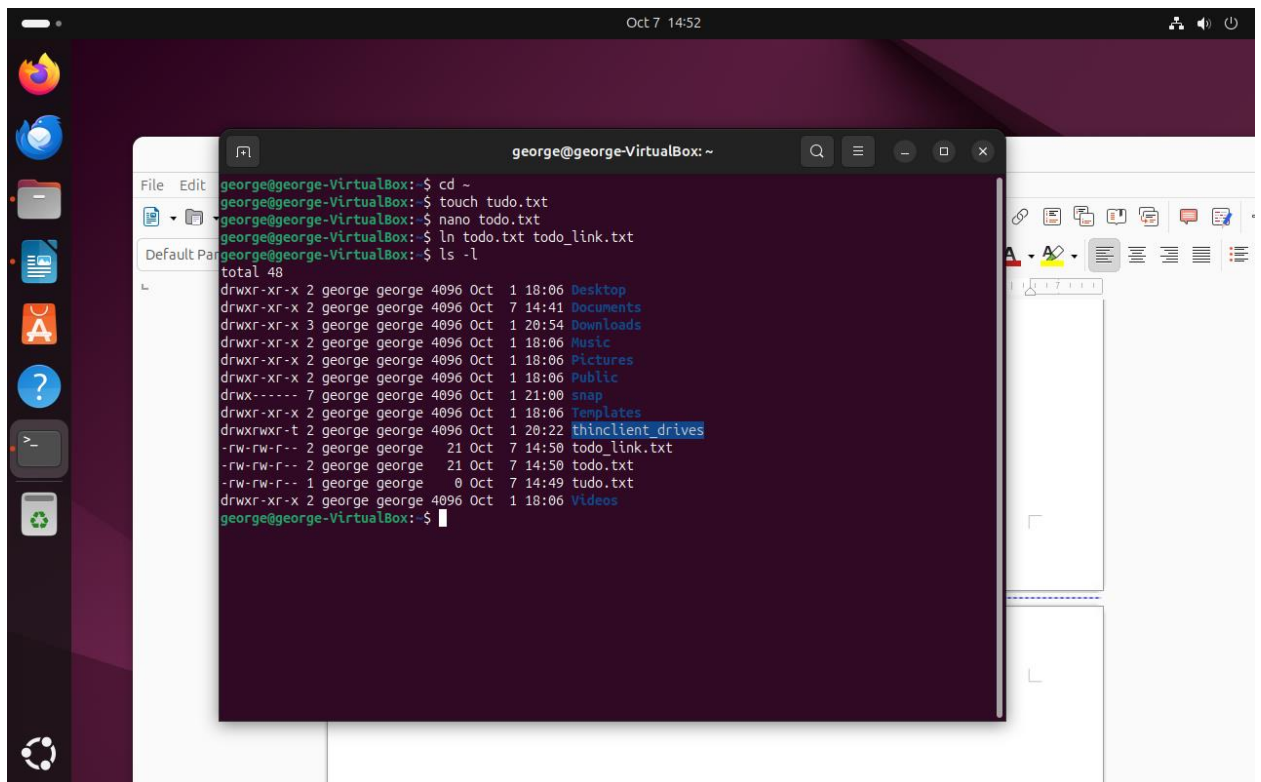 Oct 7 14:52
george@george-VirtualBox: ~
File Edit
Default Par
george@george-VirtualBox:~$ cd ~
george@george-VirtualBox:~$ touch tudo.txt
george@george-VirtualBox:~$ nano todo.txt
george@george-VirtualBox:~$ ln todo.txt todo_link.txt
george@george-VirtualBox:~$ ls -l
total 48
drwxr-xr-x 2 george george 4096 Oct  1 18:06 Desktop
drwxr-xr-x 2 george george 4096 Oct  7 14:41 Documents
drwxr-xr-x 3 george george 4096 Oct  1 20:54 Downloads
drwxr-xr-x 2 george george 4096 Oct  1 18:06 Music
drwxr-xr-x 2 george george 4096 Oct  1 18:06 Pictures
drwxr-xr-x 2 george george 4096 Oct  1 18:06 Public
drwx------ 7 george george 4096 Oct  1 21:00 snap
drwxr-xr-x 2 george george 4096 Oct  1 18:06 Templates
drwxrwxr-t 2 george george 4096 Oct  1 20:22 thinclient_drives
-rw-rw-r-- 2 george george   21 Oct  7 14:50 todo_link.txt
-rw-rw-r-- 2 george george   21 Oct  7 14:50 todo.txt
-rw-rw-r-- 1 george george    0 Oct  7 14:49 tudo.txt
drwxr-xr-x 2 george george 4096 Oct  1 18:06 Videos
george@george-VirtualBox:~$
7